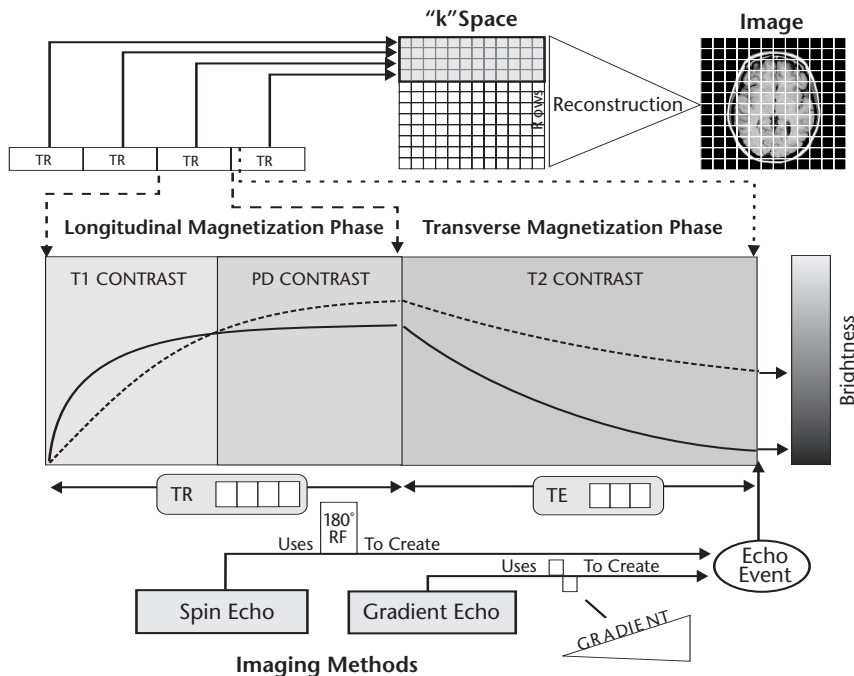 “k”Space
Image
Rows
Reconstruction
TR
TR
TR
TR
Longitudinal Magnetization Phase
Transverse Magnetization Phase
T1 CONTRAST
PD CONTRAST
T2 CONTRAST
Brightness
TR
TE
180°
RF
Uses
To Create
Uses
To Create
Echo
Event
Spin Echo
Gradient Echo
GRADIENT
Imaging Methods